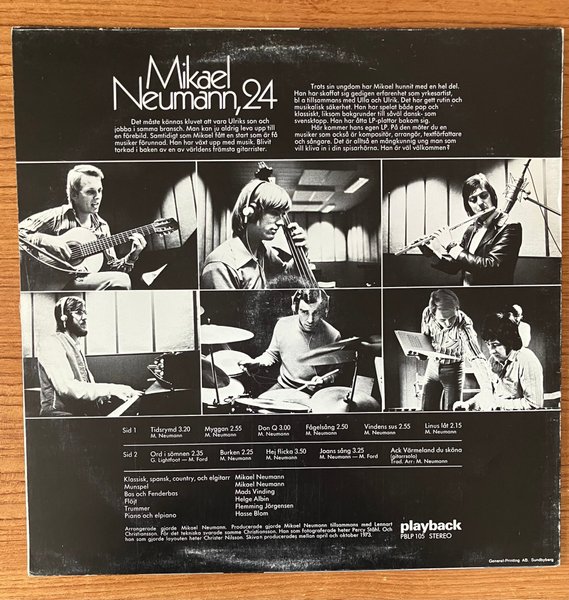 Mikael
Neumann, 24
Det måste kännas kluvet att vara Ulriks son och
jobba i samma bransch. Man kan ju aldrig leva upp till
en förebild. Samtidigt som Mikael fått en start som är få
musiker förunnad. Han har växt upp med musik. Blivit
torkad i baken av en av världens främsta gitarrister.
Trots sin ungdom har Mikael hunnit med en hel del.
Han har skaffat sig gedigen erfarenhet som yrkesartist,
bl a tillsammans med Ulla och Ulrik. Det har gett rutin och
musikalisk säkerhet. Han har spelat både pop och
klassiskt, liksom bakgrunder till såväl dansk- som
svensktopp. Han har åtta LP-plattor bakom sig.
Här kommer hans egen LP. På den möter du en
musiker som också är kompositör, arrangör, textförfattare
och sångare. Det är alltså en mångkunnig ung man som
vill kliva in i din spisarhörna. Han är väl välkommen?
Sid 1 Tidsrymd 3.20 Myggan 2.55 Don Q 3.00 Fågelsång 2.50 Vindens sus 2.55 Linus låt 2.15
M. Neumann M. Neumann M. Neumann M. Neumann M. Neumann M. Neumann
Sid 2 Ord i sömnen 2.35 Burken 2.25 Hej flicka 3.50 Joans sång 3.25 Ack Värmeland du sköna
G. Lightfoot — M. Ford M. Neumann M. Neumann M. Neumann — M. Ford (gitarrsolo)
Trad. Arr: M. Neumann
Klassisk, spansk, country, och elgitarr Mikael Neumann
Munspel Mikael Neumann
Bas och Fenderbas Mads Vinding
Flöjt Helge Albin
Trummer Flemming Jörgensen
Piano och elpiano Hasse Blom
Arrangerade gjorde Mikael Neumann. Producerade gjorde Mikael Neumann tillsammans med Lennart
Christiansson. För det tekniska svarade samme Christiansson. Han som fotograferade heter Percy Ståhl. Och
han som gjorde layouten heter Christer Nilsson. Skivan producerades mellan april och oktober 1973.
playback
PBLP 105 STEREO
General-Printing AB, Sundbyberg